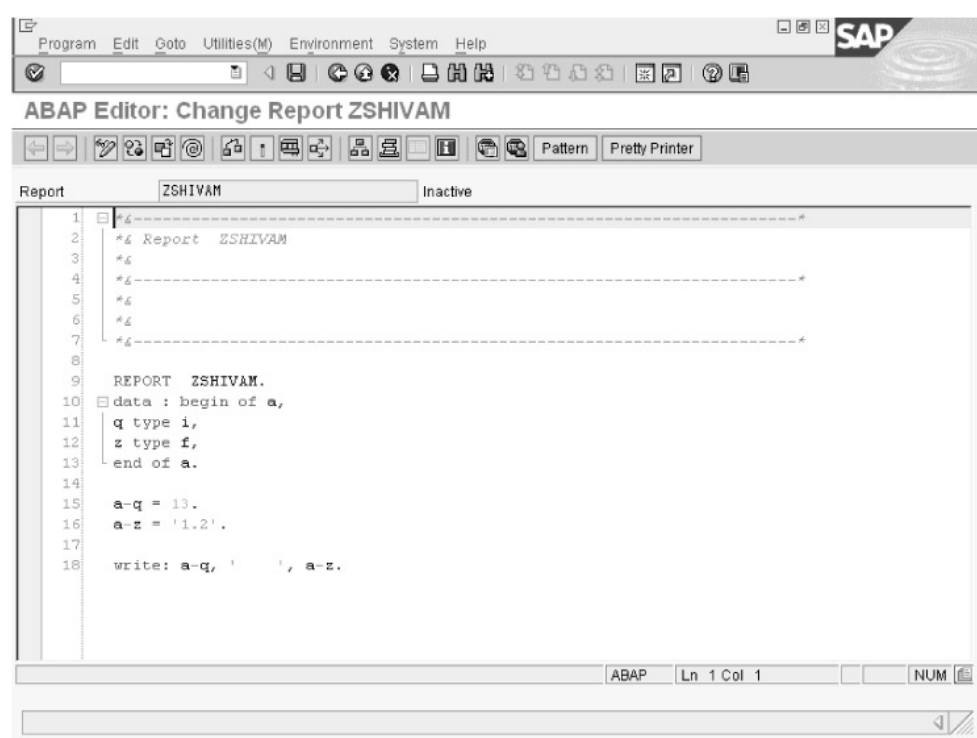 Program Edit Goto Utilities(M) Environment System Help
SAP
ABAP Editor: Change Report ZSHIVAM
Pattern Pretty Printer
Report ZSHIVAM Inactive
1 *&---------------------------------------------------------------------*
2 *& Report  ZSHIVAM
3 *&
4 *&---------------------------------------------------------------------*
5 *&
6 *&
7 *&---------------------------------------------------------------------*
8
9 REPORT  ZSHIVAM.
10 data : begin of a,
11 q type i,
12 z type f,
13 end of a.
14
15 a-q = 13.
16 a-z = '1.2'.
17
18 write: a-q, '    ', a-z.
ABAP Ln 1 Col 1 NUM